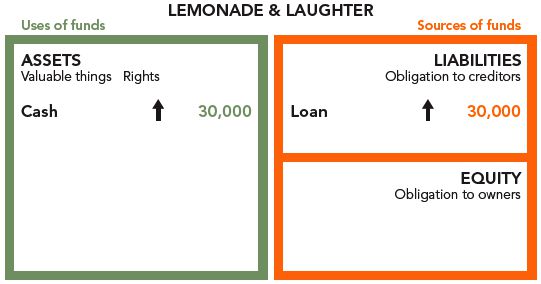 LEMONADE & LAUGHTER
Uses of funds
Sources of funds
ASSETS
Valuable things Rights
Cash 30,000
LIABILITIES
Obligation to creditors
Loan 30,000
EQUITY
Obligation to owners